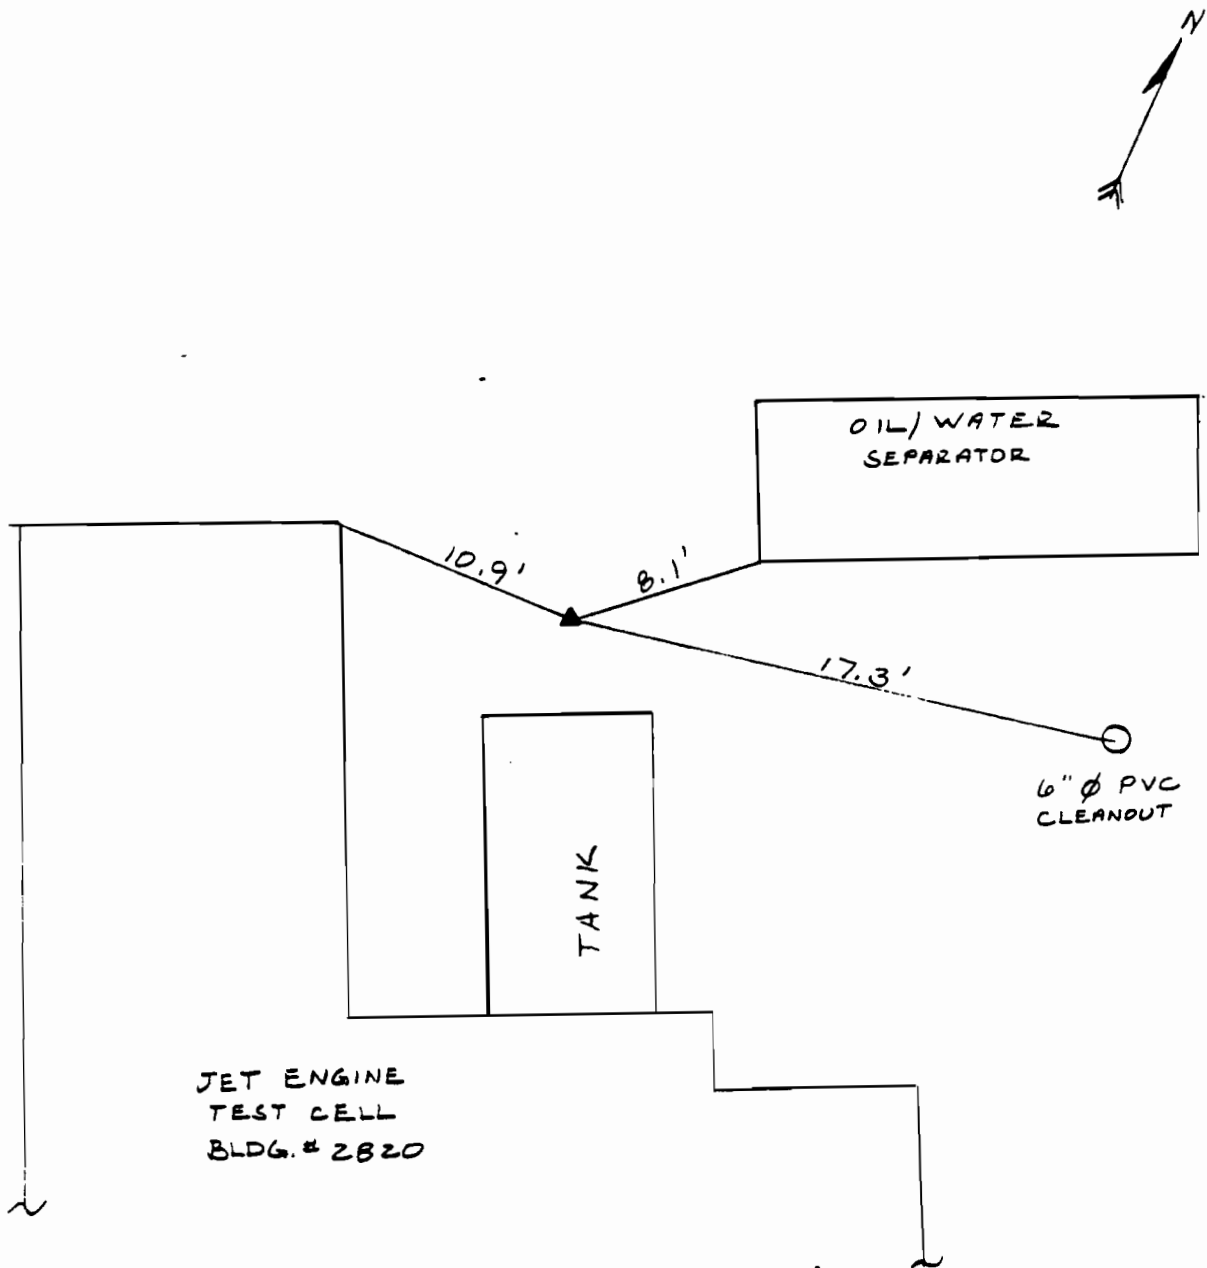 N
OIL/WATER
SEPARATOR
10.9'
8.1'
17.3'
6"ø PVC
CLEANOUT
TANK
JET ENGINE
TEST CELL
BLDG.# 2820